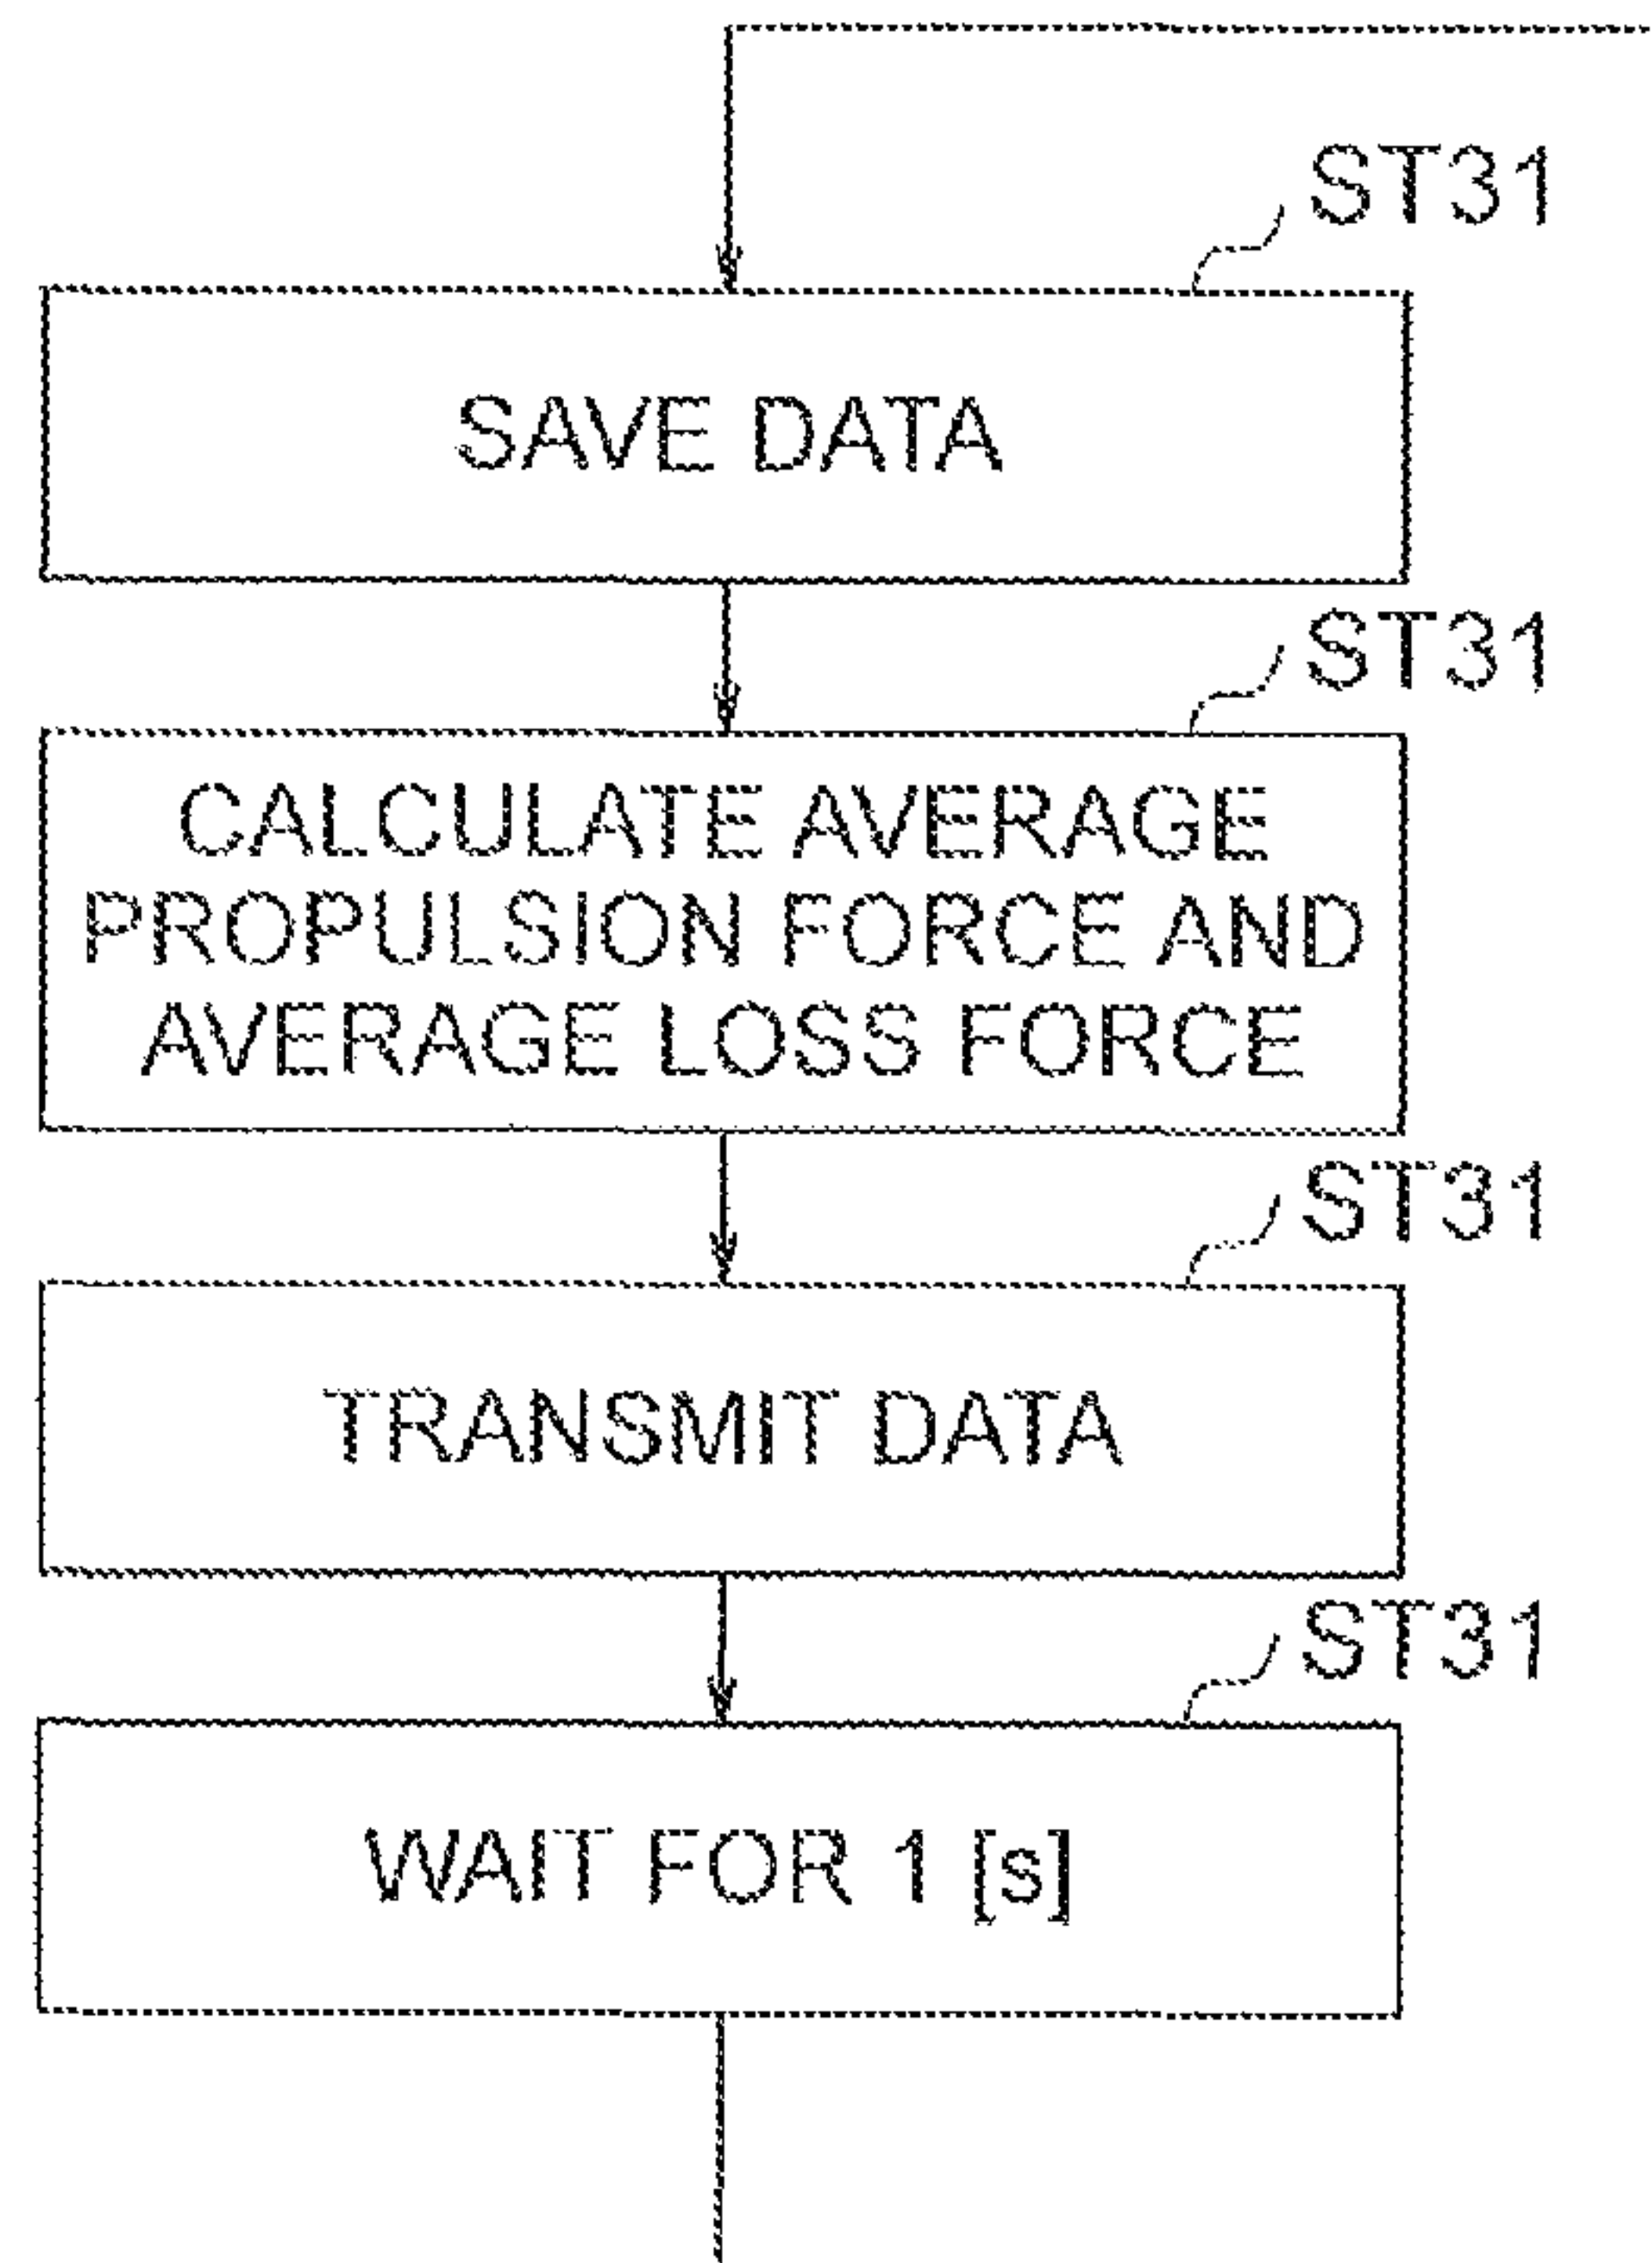 ST31
SAVE DATA
ST31
CALCULATE AVERAGE
PROPULSION FORCE AND
AVERAGE LOSS FORCE
ST31
TRANSMIT DATA
ST31
WAIT FOR 1 [s]